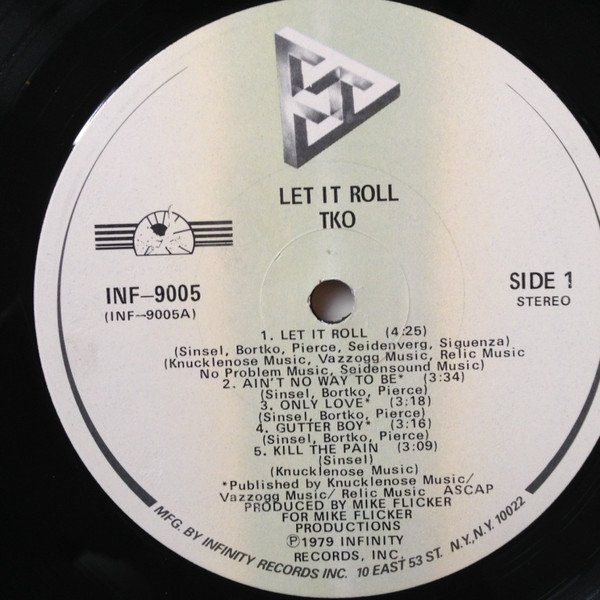 LET IT ROLL
TKO
INF—9005
(INF—9005A)
SIDE 1
STEREO
1. LET IT ROLL (4:25)
(Sinsel, Bortko, Pierce, Seidenverg, Siguenza)
(Knucklenose Music, Vazzogg Music, Relic Music
No Problem Music, Seidensound Music)
2. AIN'T NO WAY TO BE* (3:34)
(Sinsel, Bortko, Pierce)
3. ONLY LOVE* (3:18)
(Sinsel, Bortko, Pierce)
4. GUTTER BOY* (3:16)
(Sinsel, Bortko, Pierce)
5. KILL THE PAIN (3:09)
(Sinsel)
(Knucklenose Music)
*Published by Knucklenose Music/
Vazzogg Music/ Relic Music ASCAP
PRODUCED BY MIKE FLICKER
FOR MIKE FLICKER
PRODUCTIONS
Ⓟ1979 INFINITY
RECORDS, INC.
MFG. BY INFINITY RECORDS INC. 10 EAST 53 ST. N.Y., N.Y. 10022